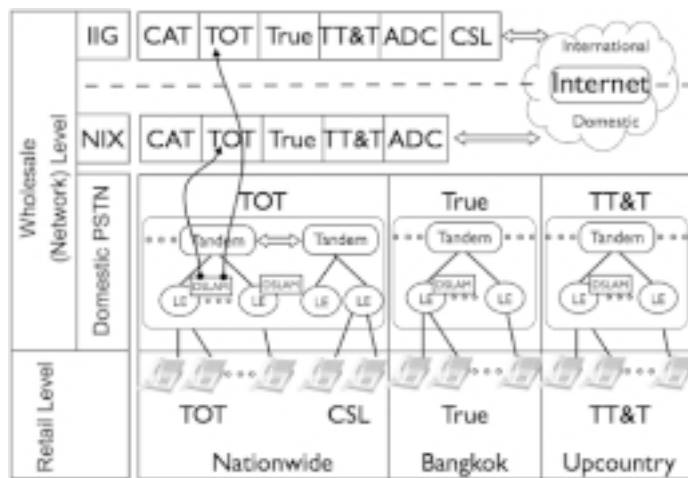 IIG CAT TOT True TT&T ADC CSL
International
Internet
Domestic
NIX CAT TOT True TT&T ADC
Wholesale
(Network) Level
Domestic PSTN
TOT True TT&T
Tandem Tandem Tandem Tandem
DSLAM DSLAM DSLAM DSLAM
LE LE LE LE LE LE LE LE
Retail Level
TOT CSL True TT&T
Nationwide Bangkok Upcountry